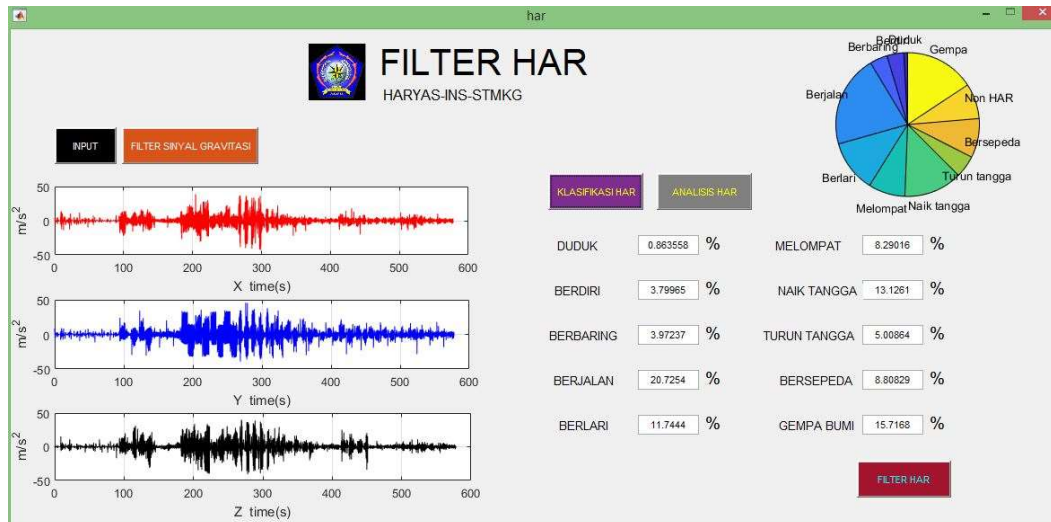 har
FILTER HAR
HARYAS-INS-STMKG
INPUT
FILTER SINYAL GRAVITASI
50
0
-50
m/s²
0 100 200 300 400 500 600
X time(s)
50
0
-50
m/s²
0 100 200 300 400 500 600
Y time(s)
50
0
-50
m/s²
0 100 200 300 400 500 600
Z time(s)
Duduk
Berdiri
Berbaring
Gempa
Berjalan
Non HAR
Bersepeda
Berlari
Turun tangga
Melompat
Naik tangga
KLASIFIKASI HAR
ANALISIS HAR
DUDUK 0.863558 %
MELOMPAT 8.29016 %
BERDIRI 3.79965 %
NAIK TANGGA 13.1261 %
BERBARING 3.97237 %
TURUN TANGGA 5.00864 %
BERJALAN 20.7254 %
BERSEPEDA 8.80829 %
BERLARI 11.7444 %
GEMPA BUMI 15.7168 %
FILTER HAR